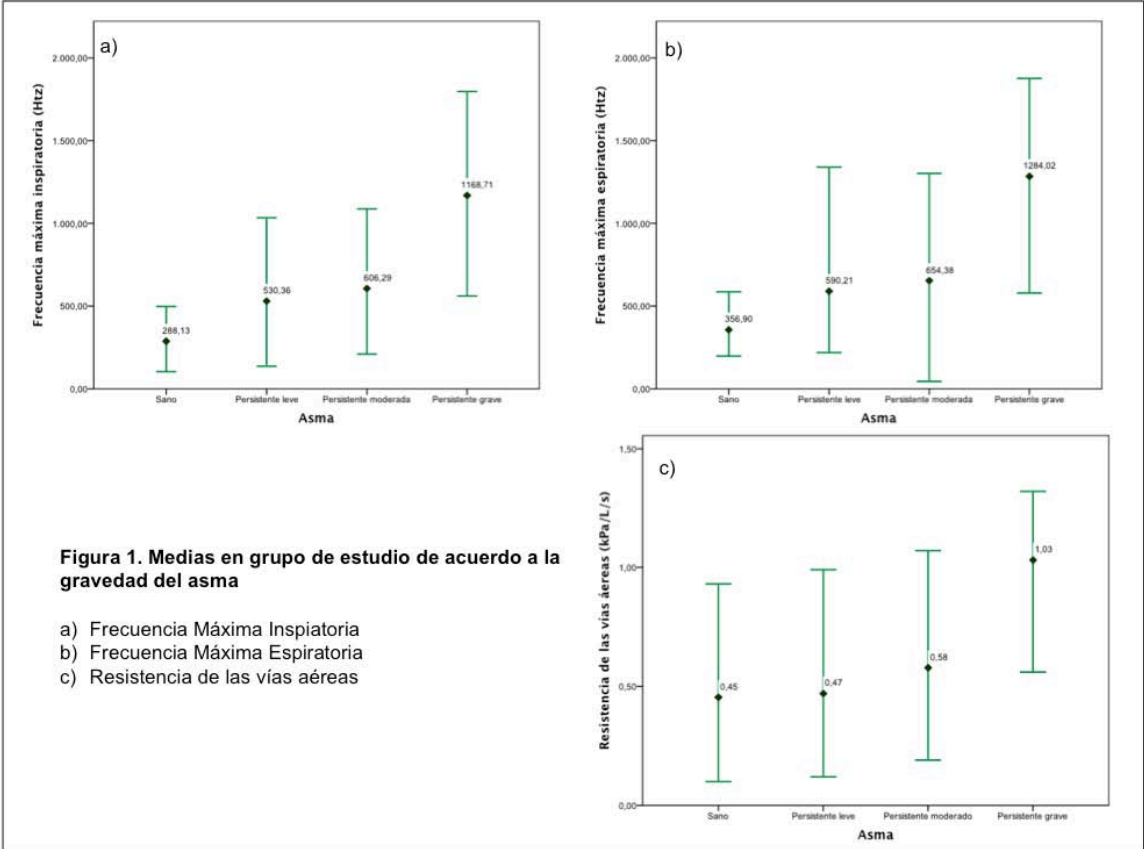 a)
Frecuencia máxima inspiratoria (Htz)
2.000,00
1.500,00
1.000,00
500,00
0,00
288,13
530,36
606,29
1168,71
Sano
Persistente leve
Persistente moderada
Persistente grave
Asma
b)
Frecuencia máxima espiratoria (Htz)
2.000,00
1.500,00
1.000,00
500,00
0,00
356,90
590,21
654,38
1284,02
Sano
Persistente leve
Persistente moderada
Persistente grave
Asma
c)
Resistencia de las vías áereas (kPa/L/s)
1,50
1,00
0,50
0,00
0,45
0,47
0,58
1,03
Sano
Persistente leve
Persistente moderado
Persistente grave
Asma
Figura 1. Medias en grupo de estudio de acuerdo a la
gravedad del asma
a) Frecuencia Máxima Inspiatoria
b) Frecuencia Máxima Espiratoria
c) Resistencia de las vías aéreas